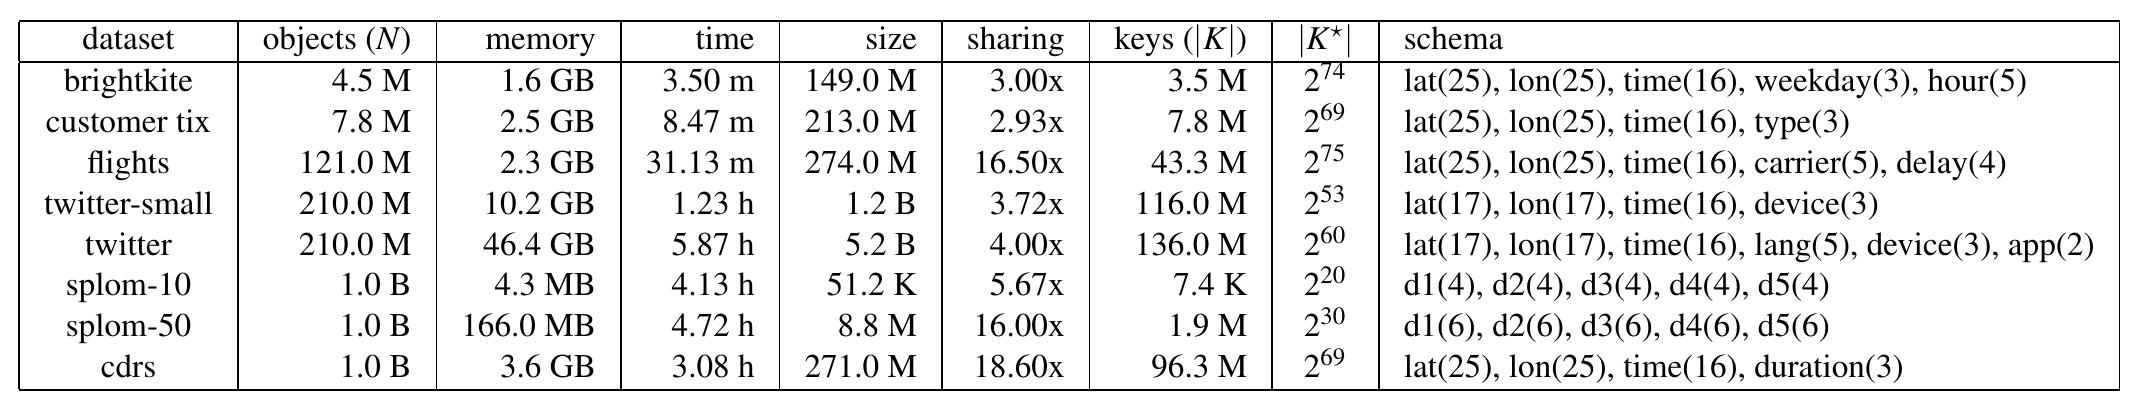 dataset objects (N) memory time size sharing keys (|K|) |K⋆| schema
brightkite 4.5 M 1.6 GB 3.50 m 149.0 M 3.00x 3.5 M 2^74 lat(25), lon(25), time(16), weekday(3), hour(5)
customer tix 7.8 M 2.5 GB 8.47 m 213.0 M 2.93x 7.8 M 2^69 lat(25), lon(25), time(16), type(3)
flights 121.0 M 2.3 GB 31.13 m 274.0 M 16.50x 43.3 M 2^75 lat(25), lon(25), time(16), carrier(5), delay(4)
twitter-small 210.0 M 10.2 GB 1.23 h 1.2 B 3.72x 116.0 M 2^53 lat(17), lon(17), time(16), device(3)
twitter 210.0 M 46.4 GB 5.87 h 5.2 B 4.00x 136.0 M 2^60 lat(17), lon(17), time(16), lang(5), device(3), app(2)
splom-10 1.0 B 4.3 MB 4.13 h 51.2 K 5.67x 7.4 K 2^20 d1(4), d2(4), d3(4), d4(4), d5(4)
splom-50 1.0 B 166.0 MB 4.72 h 8.8 M 16.00x 1.9 M 2^30 d1(6), d2(6), d3(6), d4(6), d5(6)
cdrs 1.0 B 3.6 GB 3.08 h 271.0 M 18.60x 96.3 M 2^69 lat(25), lon(25), time(16), duration(3)